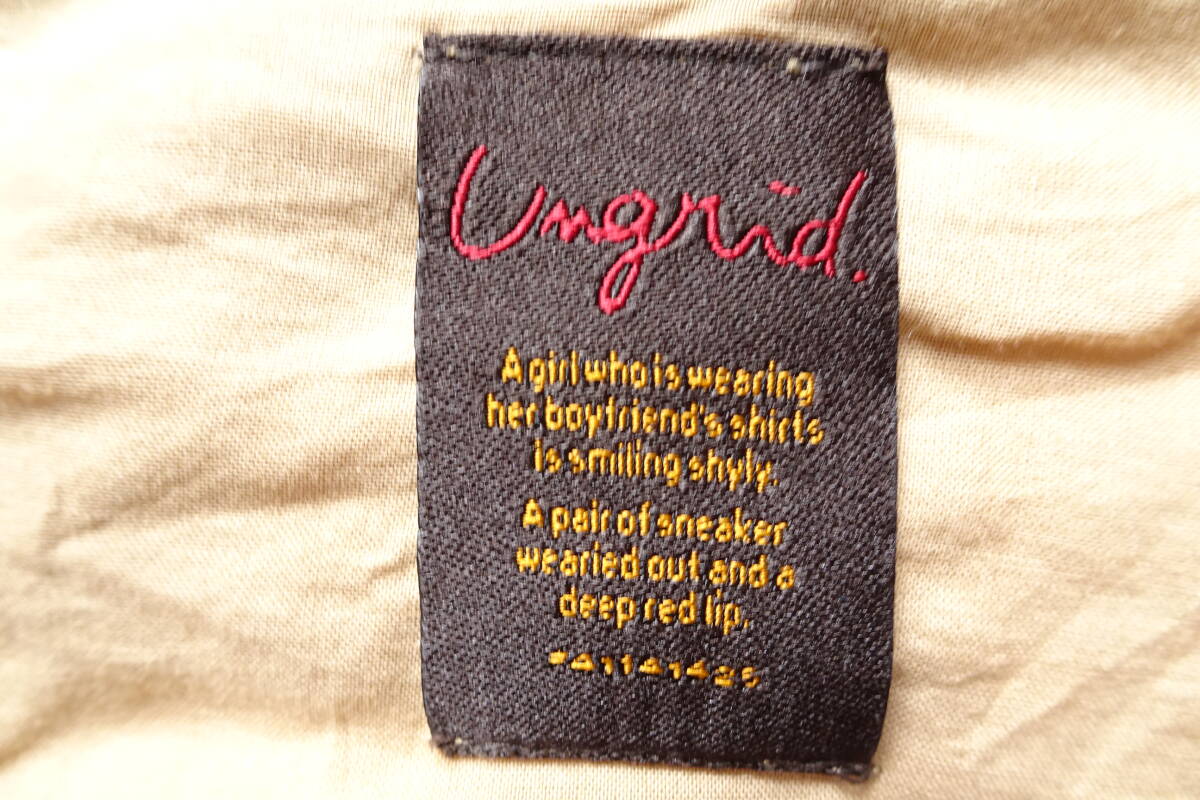 Ungrid.
A girl who is wearing
her boyfriend's shirts
is smiling shyly.
A pair of sneaker
wearied out and a
deep red lip.